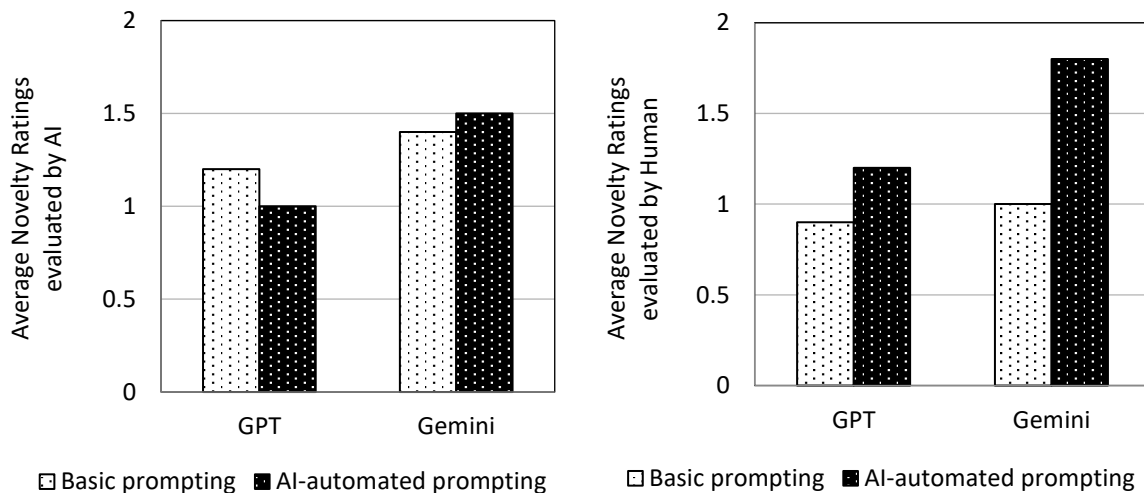 Average Novelty Ratings
evaluated by AI
2
1.5
1
0.5
0
GPT
Gemini
Basic prompting
AI-automated prompting
Average Novelty Ratings
evaluated by Human
2
1.5
1
0.5
0
GPT
Gemini
Basic prompting
AI-automated prompting